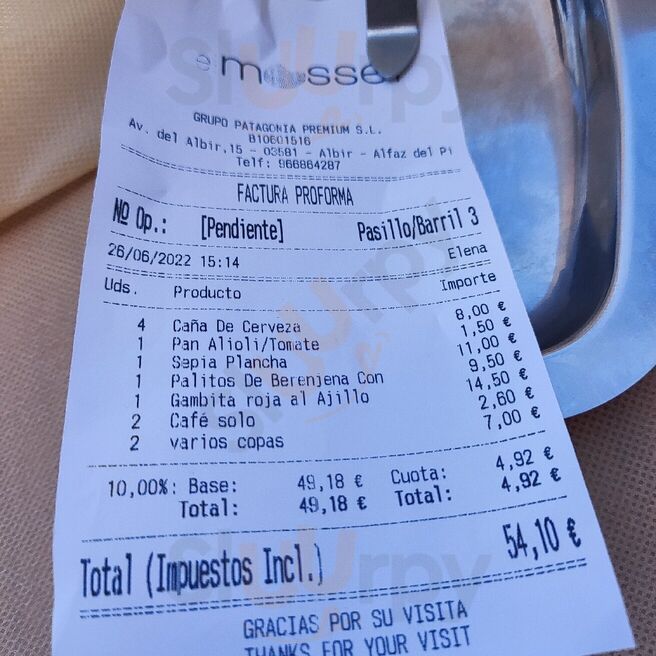 e mosset
GRUPO PATAGONIA PREMIUM S.L.
B10601516
Av. del Albir,15 - 03581 - Albir - Alfaz del Pi
Telf: 966864287
FACTURA PROFORMA
Nº Op.: [Pendiente] Pasillo/Barril 3
26/06/2022 15:14 Elena
Uds. Producto Importe
4 Caña De Cerveza 8,00 €
1 Pan Alioli/Tomate 1,50 €
1 Sepia Plancha 11,00 €
1 Palitos De Berenjena Con 9,50 €
1 Gambita roja al Ajillo 14,50 €
2 Café solo 2,60 €
2 varios copas 7,00 €
10,00%: Base: 49,18 € Cuota: 4,92 €
Total: 49,18 € Total: 4,92 €
Total (Impuestos Incl.) 54,10 €
GRACIAS POR SU VISITA
THANKS FOR YOUR VISIT
Slurpy